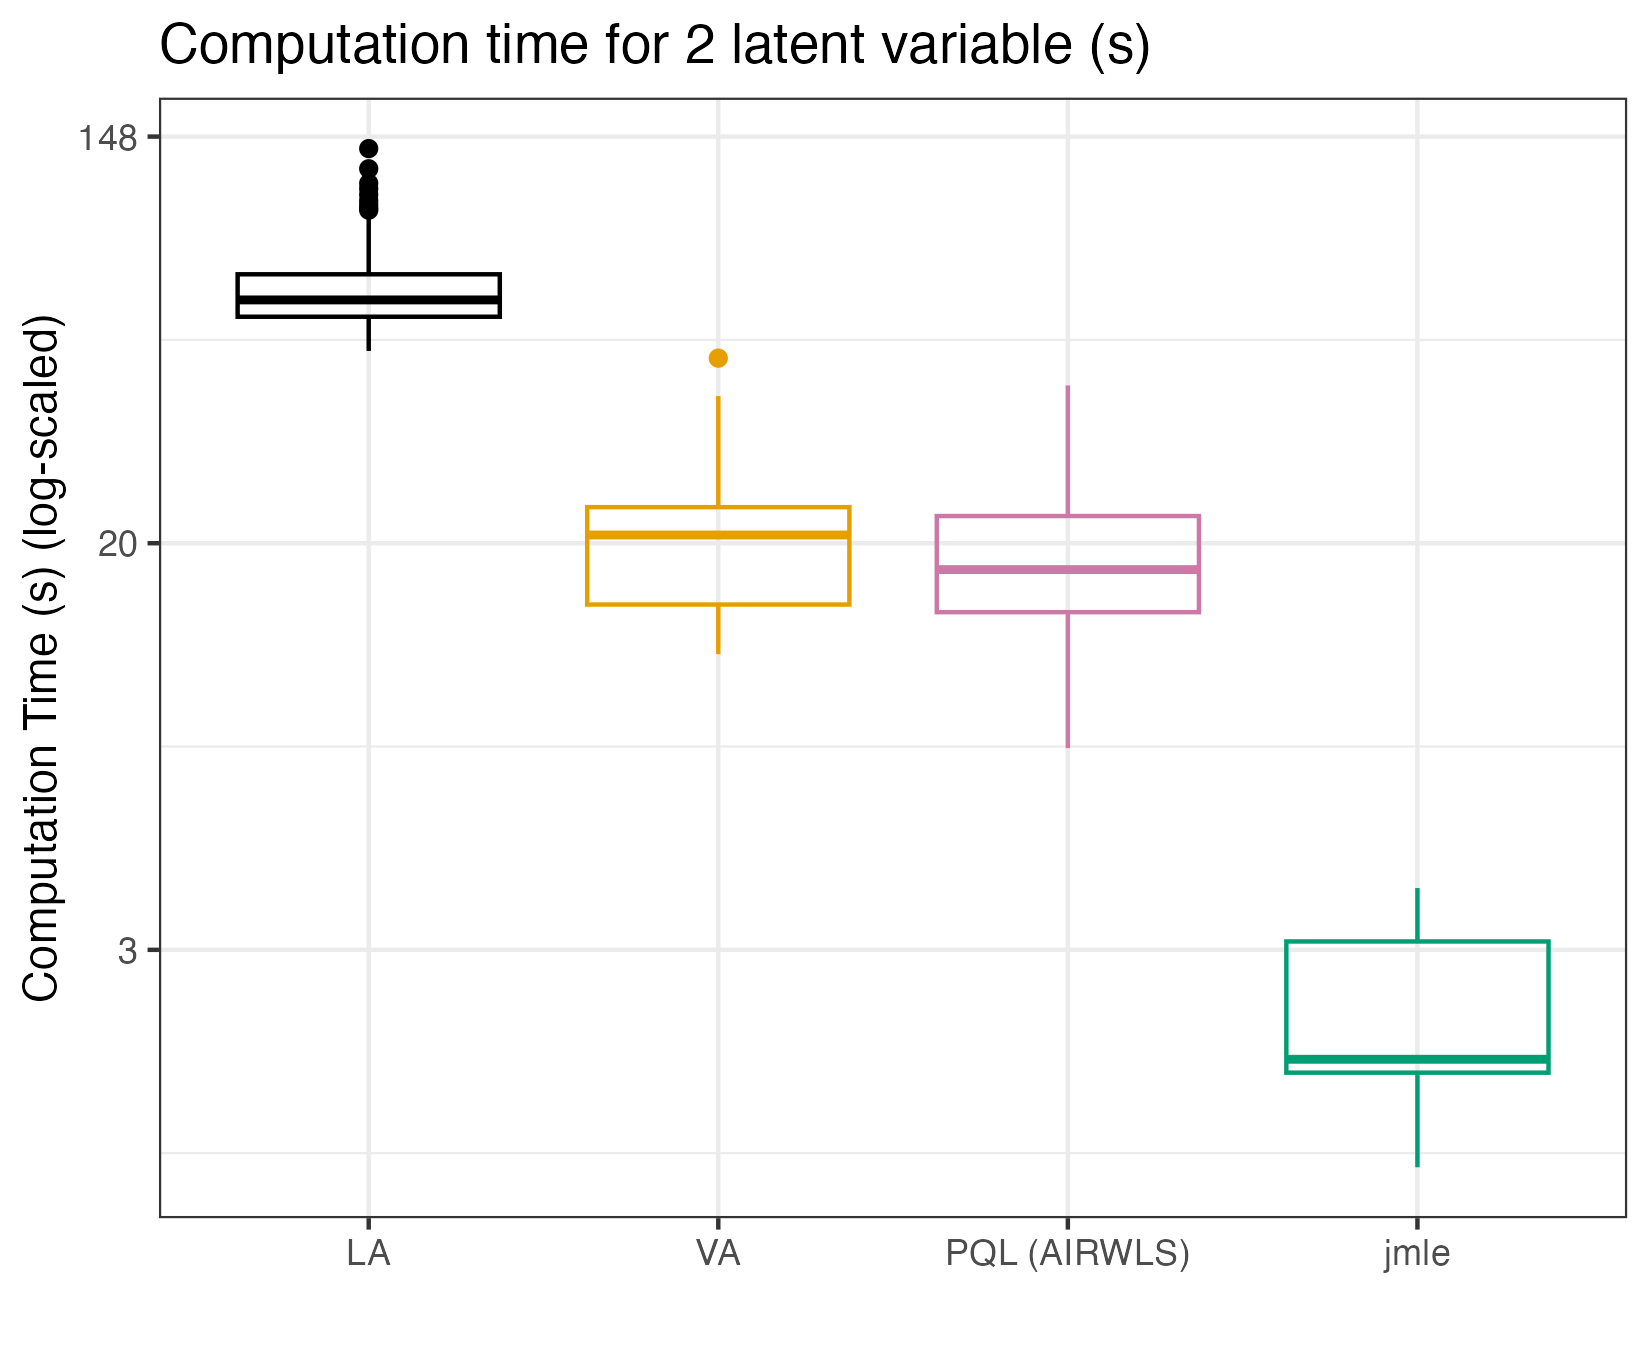 Computation time for 2 latent variable (s)
Computation Time (s) (log-scaled)
148
20
3
LA
VA
PQL (AIRWLS)
jmle